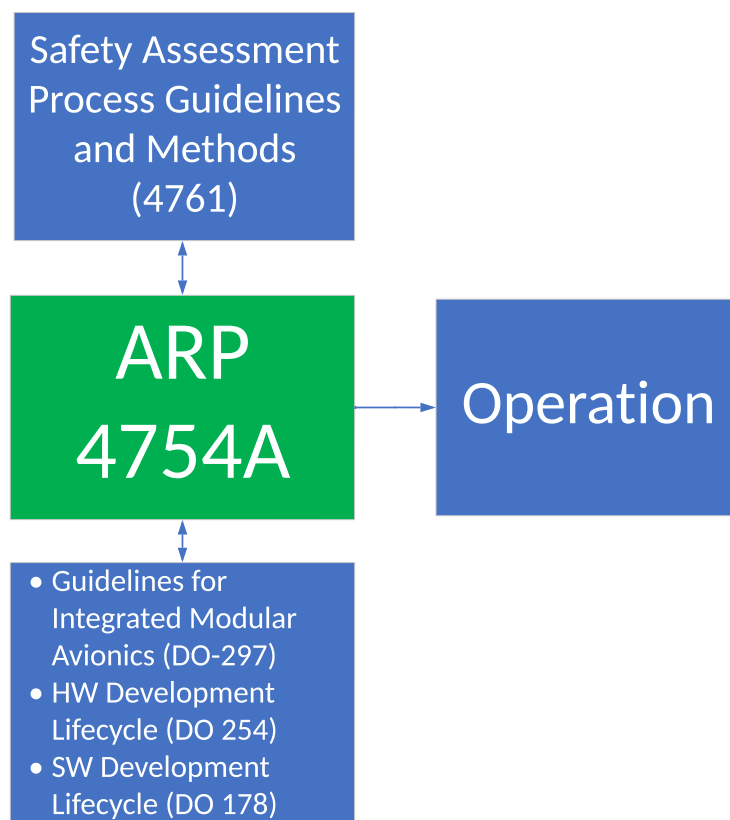 Safety Assessment
Process Guidelines
and Methods
(4761)
ARP
4754A
Operation
• Guidelines for
Integrated Modular
Avionics (DO-297)
• HW Development
Lifecycle (DO 254)
• SW Development
Lifecycle (DO 178)